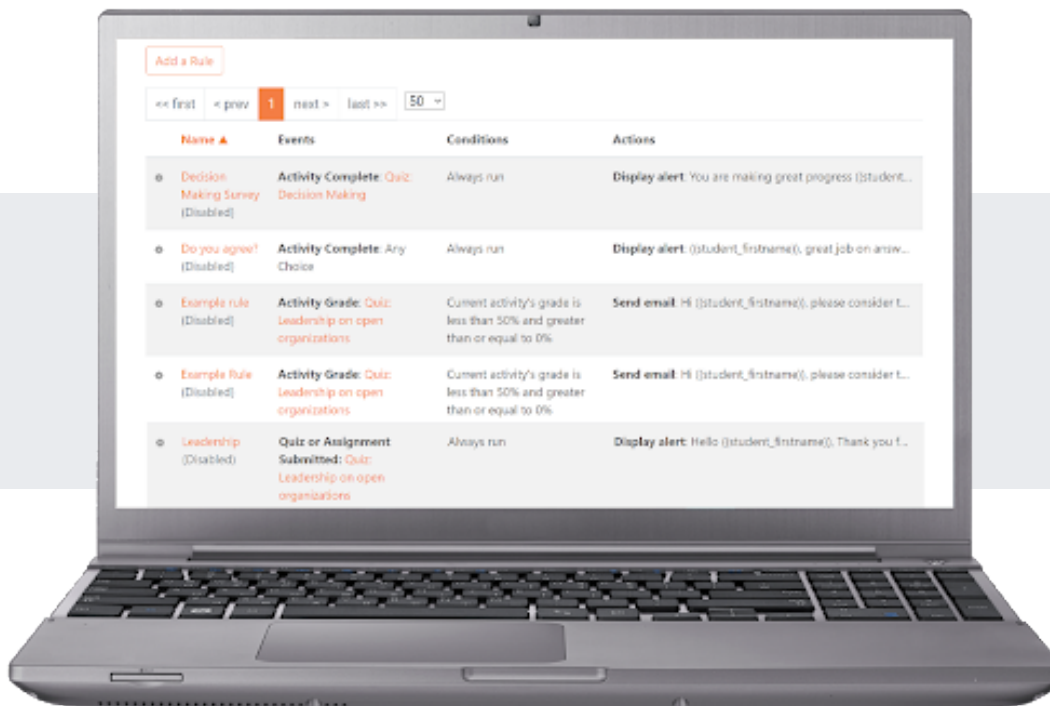 Add a Rule
<< first < prev 1 next > last >> 50
Name ▲ Events Conditions Actions
Decision Activity Complete: Quiz: Always run Display alert: You are making great progress {{student...
Making Survey Decision Making
(Disabled)
Do you agree? Activity Complete: Any Always run Display alert: {{student_firstname}}, great job on answ...
(Disabled) Choice
Example rule Activity Grade: Quiz: Current activity's grade is Send email: Hi {{student_firstname}}, please consider t...
(Disabled) Leadership on open less than 50% and greater
organizations than or equal to 0%
Example Rule Activity Grade: Quiz: Current activity's grade is Send email: Hi {{student_firstname}}, please consider t...
(Disabled) Leadership on open less than 50% and greater
organizations than or equal to 0%
Leadership Quiz or Assignment Always run Display alert: Hello {{student_firstname}}, Thank you f...
(Disabled) Submitted: Quiz:
Leadership on open
organizations